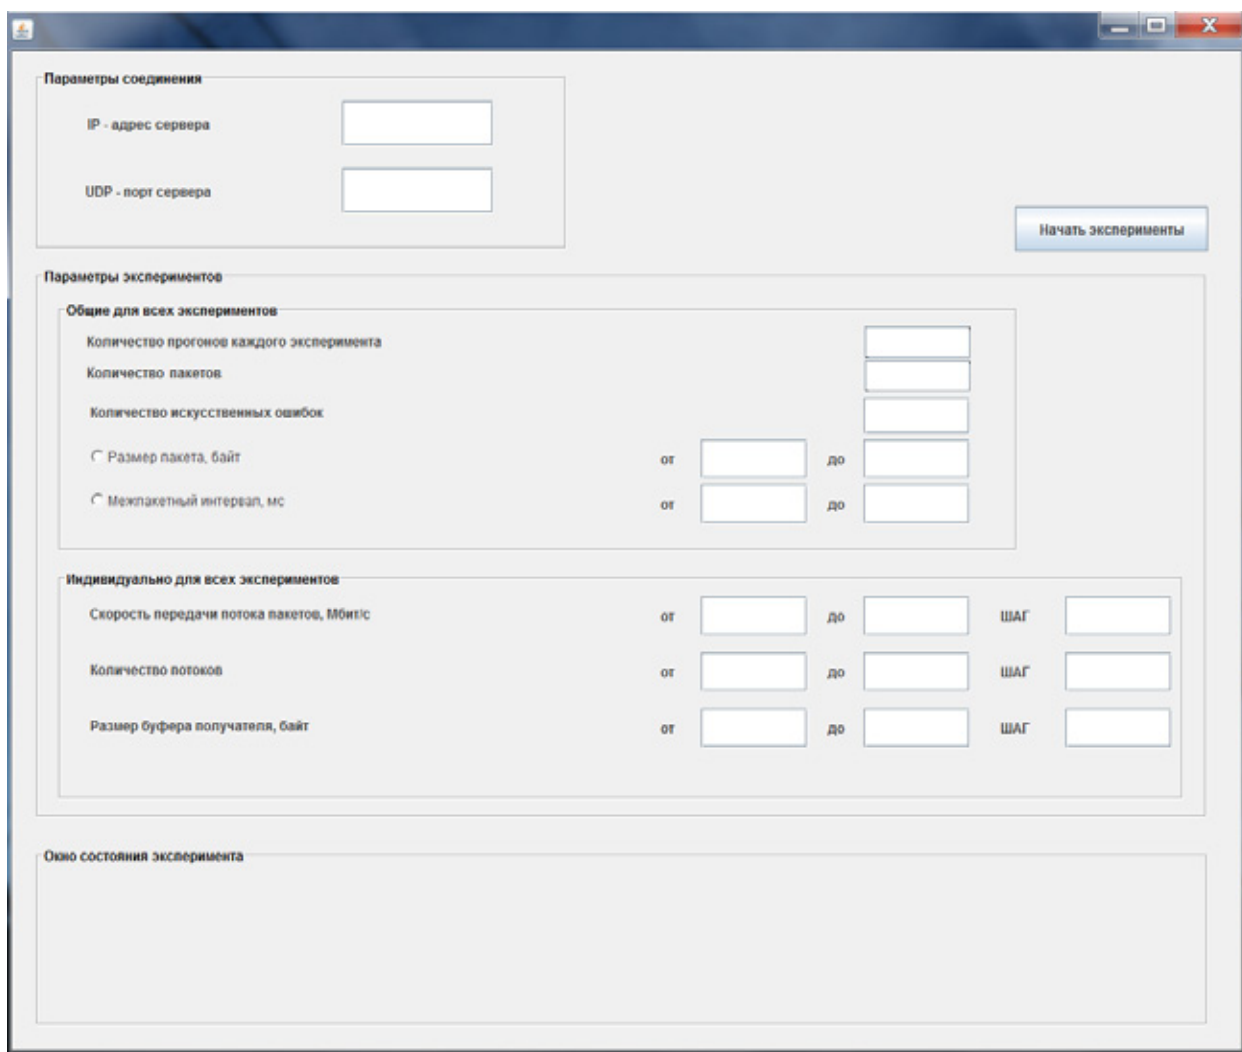 Параметры соединения
IP - адрес сервера
UDP - порт сервера
Начать эксперименты
Параметры экспериментов
Общие для всех экспериментов
Количество прогонов каждого эксперимента
Количество пакетов
Количество искусственных ошибок
Размер пакета, байт от до
Межпакетный интервал, мс от до
Индивидуально для всех экспериментов
Скорость передачи потока пакетов, Мбит/с от до ШАГ
Количество потоков от до ШАГ
Размер буфера получателя, байт от до ШАГ
Окно состояния эксперимента